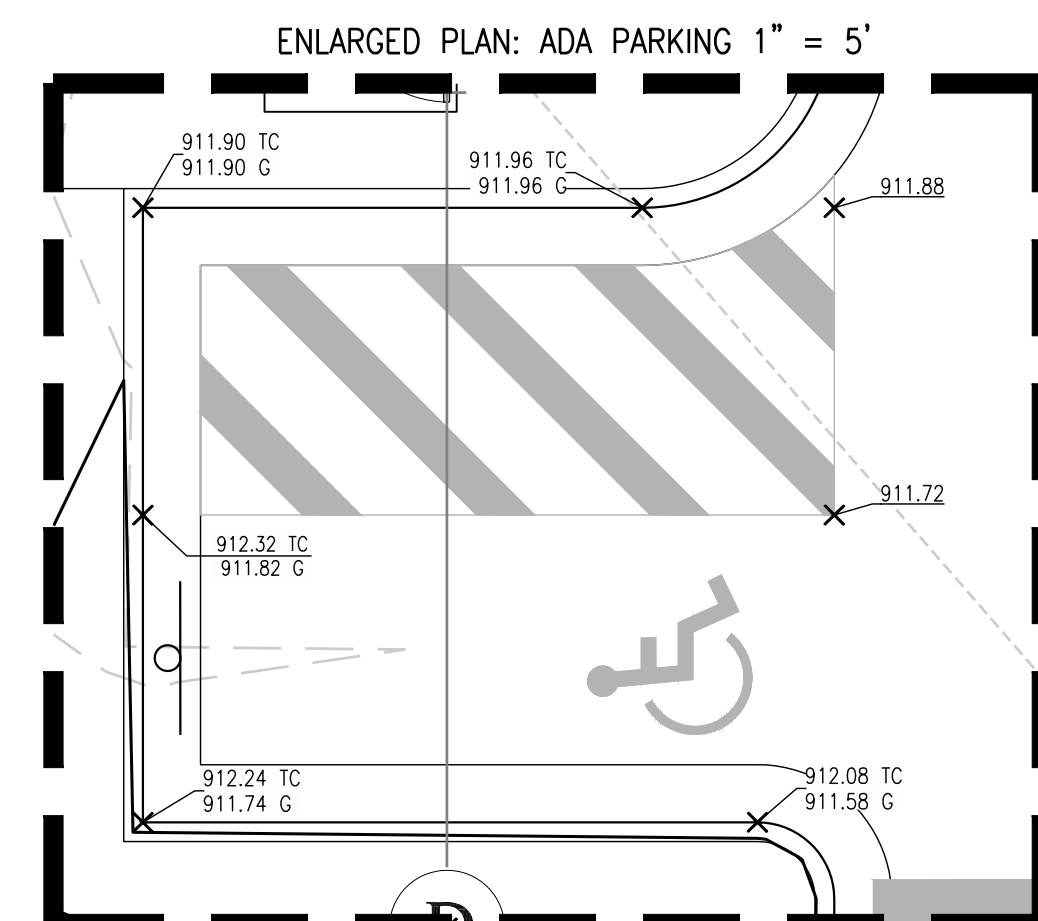 ENLARGED PLAN: ADA PARKING 1" = 5'
911.90 TC
911.90 G
911.96 TC
911.96 G
911.88
911.72
912.32 TC
911.82 G
912.24 TC
911.74 G
912.08 TC
911.58 G